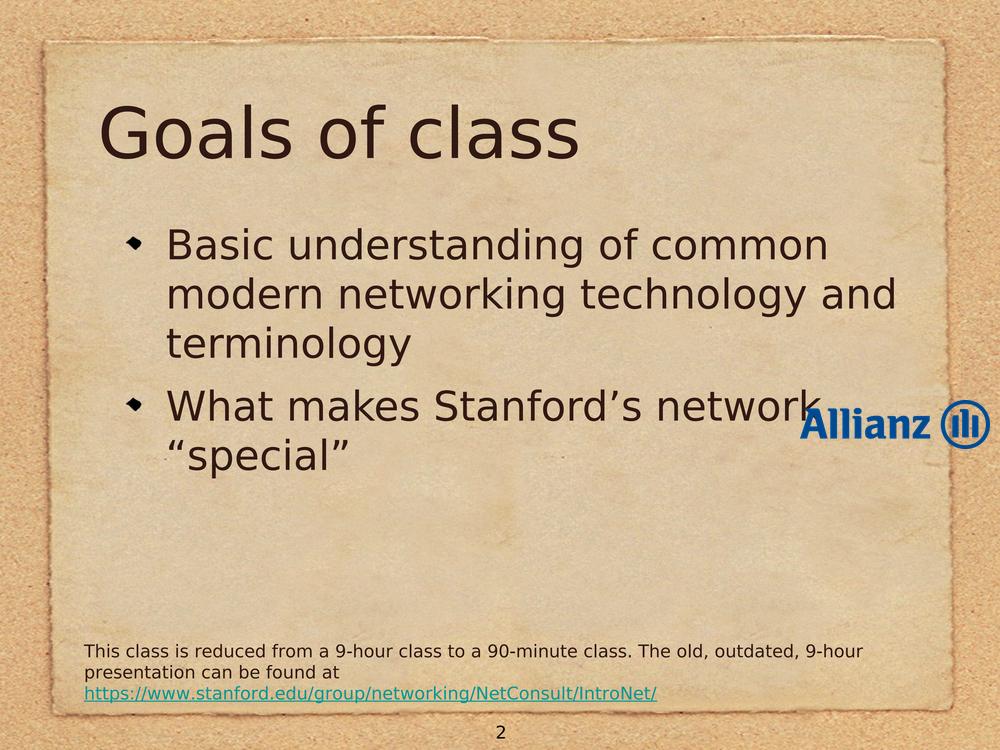 Goals of class
Basic understanding of common
modern networking technology and
terminology
What makes Stanford’s network
“special”
Allianz
This class is reduced from a 9-hour class to a 90-minute class. The old, outdated, 9-hour
presentation can be found at
https://www.stanford.edu/group/networking/NetConsult/IntroNet/
2